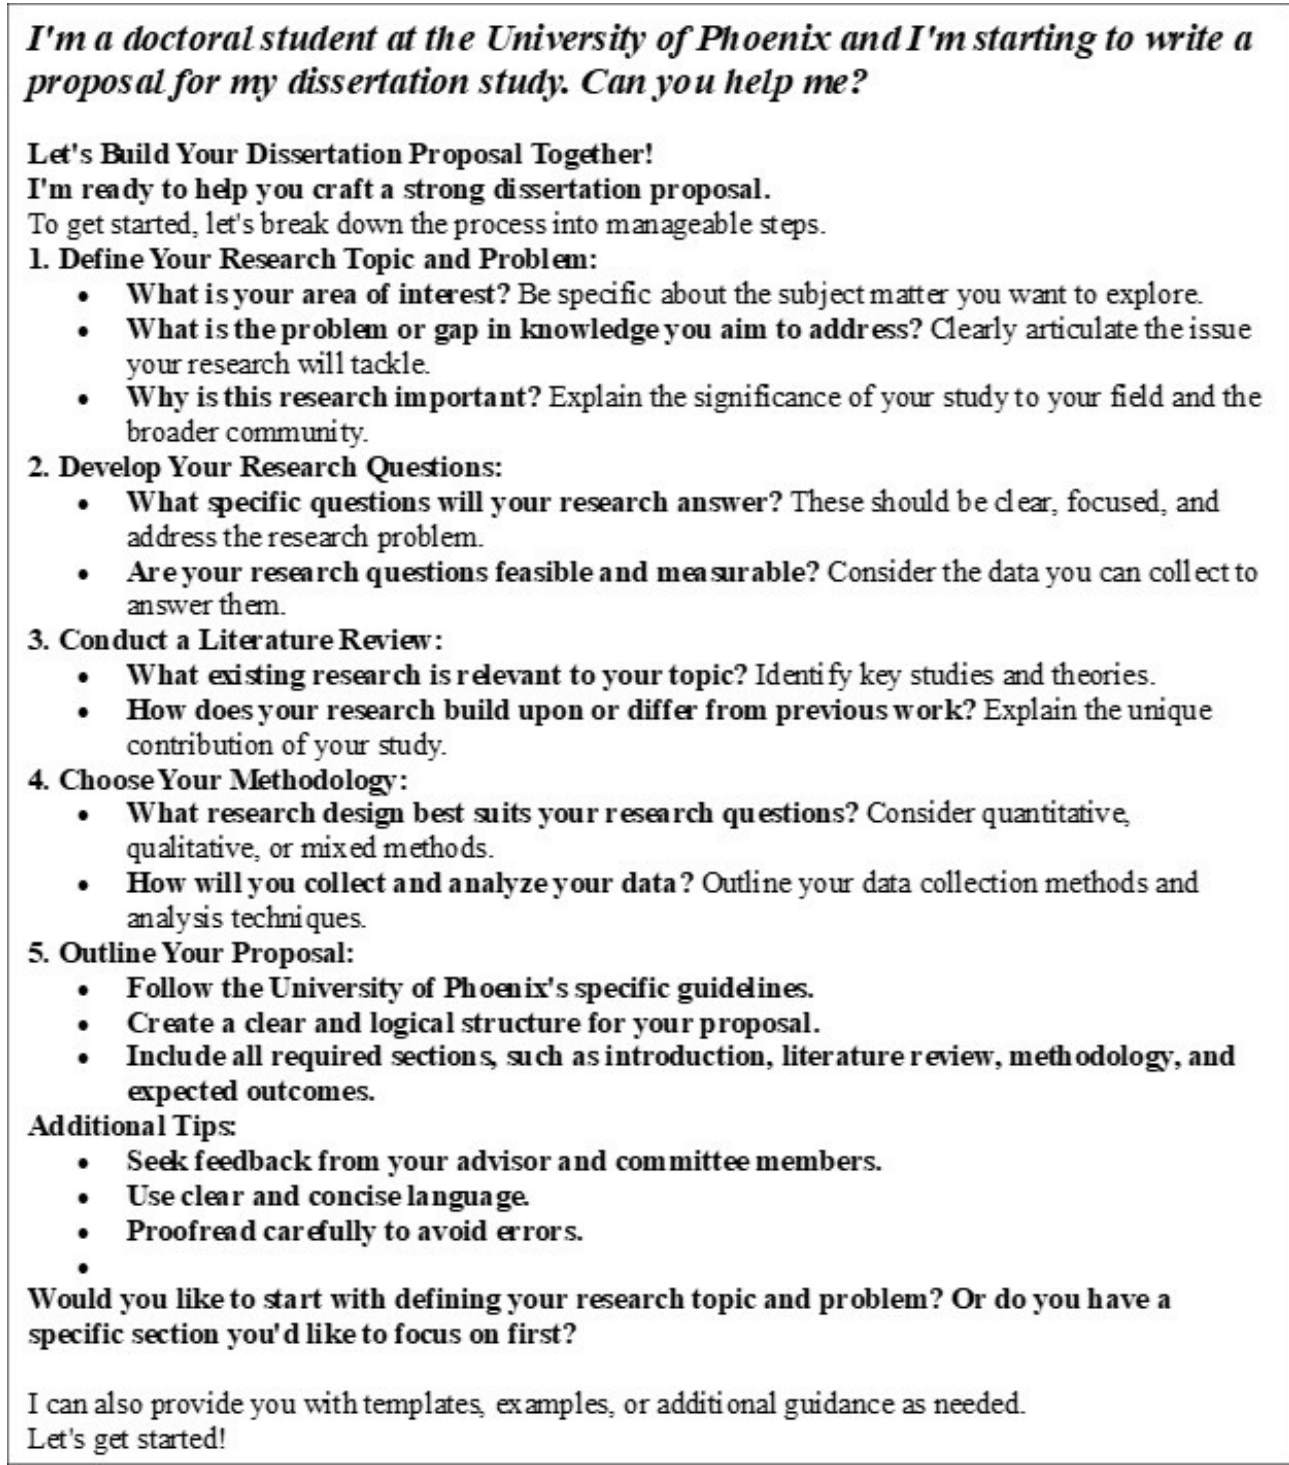 I'm a doctoral student at the University of Phoenix and I'm starting to write a
proposal for my dissertation study. Can you help me?
Let's Build Your Dissertation Proposal Together!
I'm ready to help you craft a strong dissertation proposal.
To get started, let's break down the process into manageable steps.
1. Define Your Research Topic and Problem:
• What is your area of interest? Be specific about the subject matter you want to explore.
• What is the problem or gap in knowledge you aim to address? Clearly articulate the issue
your research will tackle.
• Why is this research important? Explain the significance of your study to your field and the
broader community.
2. Develop Your Research Questions:
• What specific questions will your research answer? These should be clear, focused, and
address the research problem.
• Are your research questions feasible and measurable? Consider the data you can collect to
answer them.
3. Conduct a Literature Review:
• What existing research is relevant to your topic? Identify key studies and theories.
• How does your research build upon or differ from previous work? Explain the unique
contribution of your study.
4. Choose Your Methodology:
• What research design best suits your research questions? Consider quantitative,
qualitative, or mixed methods.
• How will you collect and analyze your data? Outline your data collection methods and
analysis techniques.
5. Outline Your Proposal:
• Follow the University of Phoenix's specific guidelines.
• Create a clear and logical structure for your proposal.
• Include all required sections, such as introduction, literature review, methodology, and
expected outcomes.
Additional Tips:
• Seek feedback from your advisor and committee members.
• Use clear and concise language.
• Proofread carefully to avoid errors.
•
Would you like to start with defining your research topic and problem? Or do you have a
specific section you'd like to focus on first?
I can also provide you with templates, examples, or additional guidance as needed.
Let's get started!